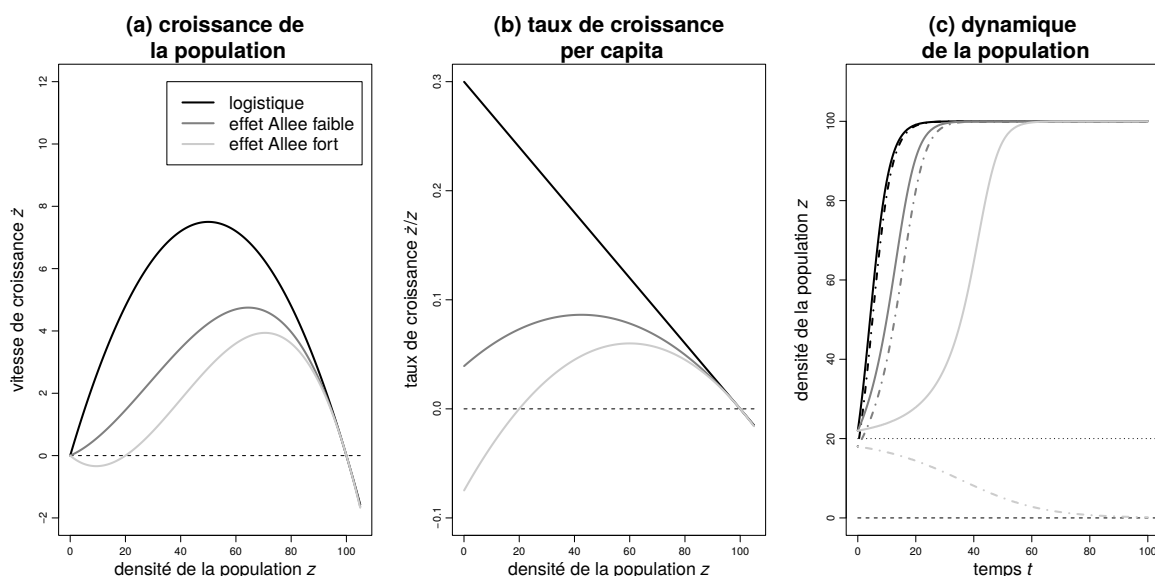 (a) croissance de
la population
vitesse de croissance ż
12
10
8
6
4
2
0
−2
logistique
effet Allee faible
effet Allee fort
0 20 40 60 80 100
densité de la population z
(b) taux de croissance
per capita
taux de croissance ż/z
0.3
0.2
0.1
0.0
−0.1
0 20 40 60 80 100
densité de la population z
(c) dynamique
de la population
densité de la population z
100
80
60
40
20
0
0 20 40 60 80 100
temps t